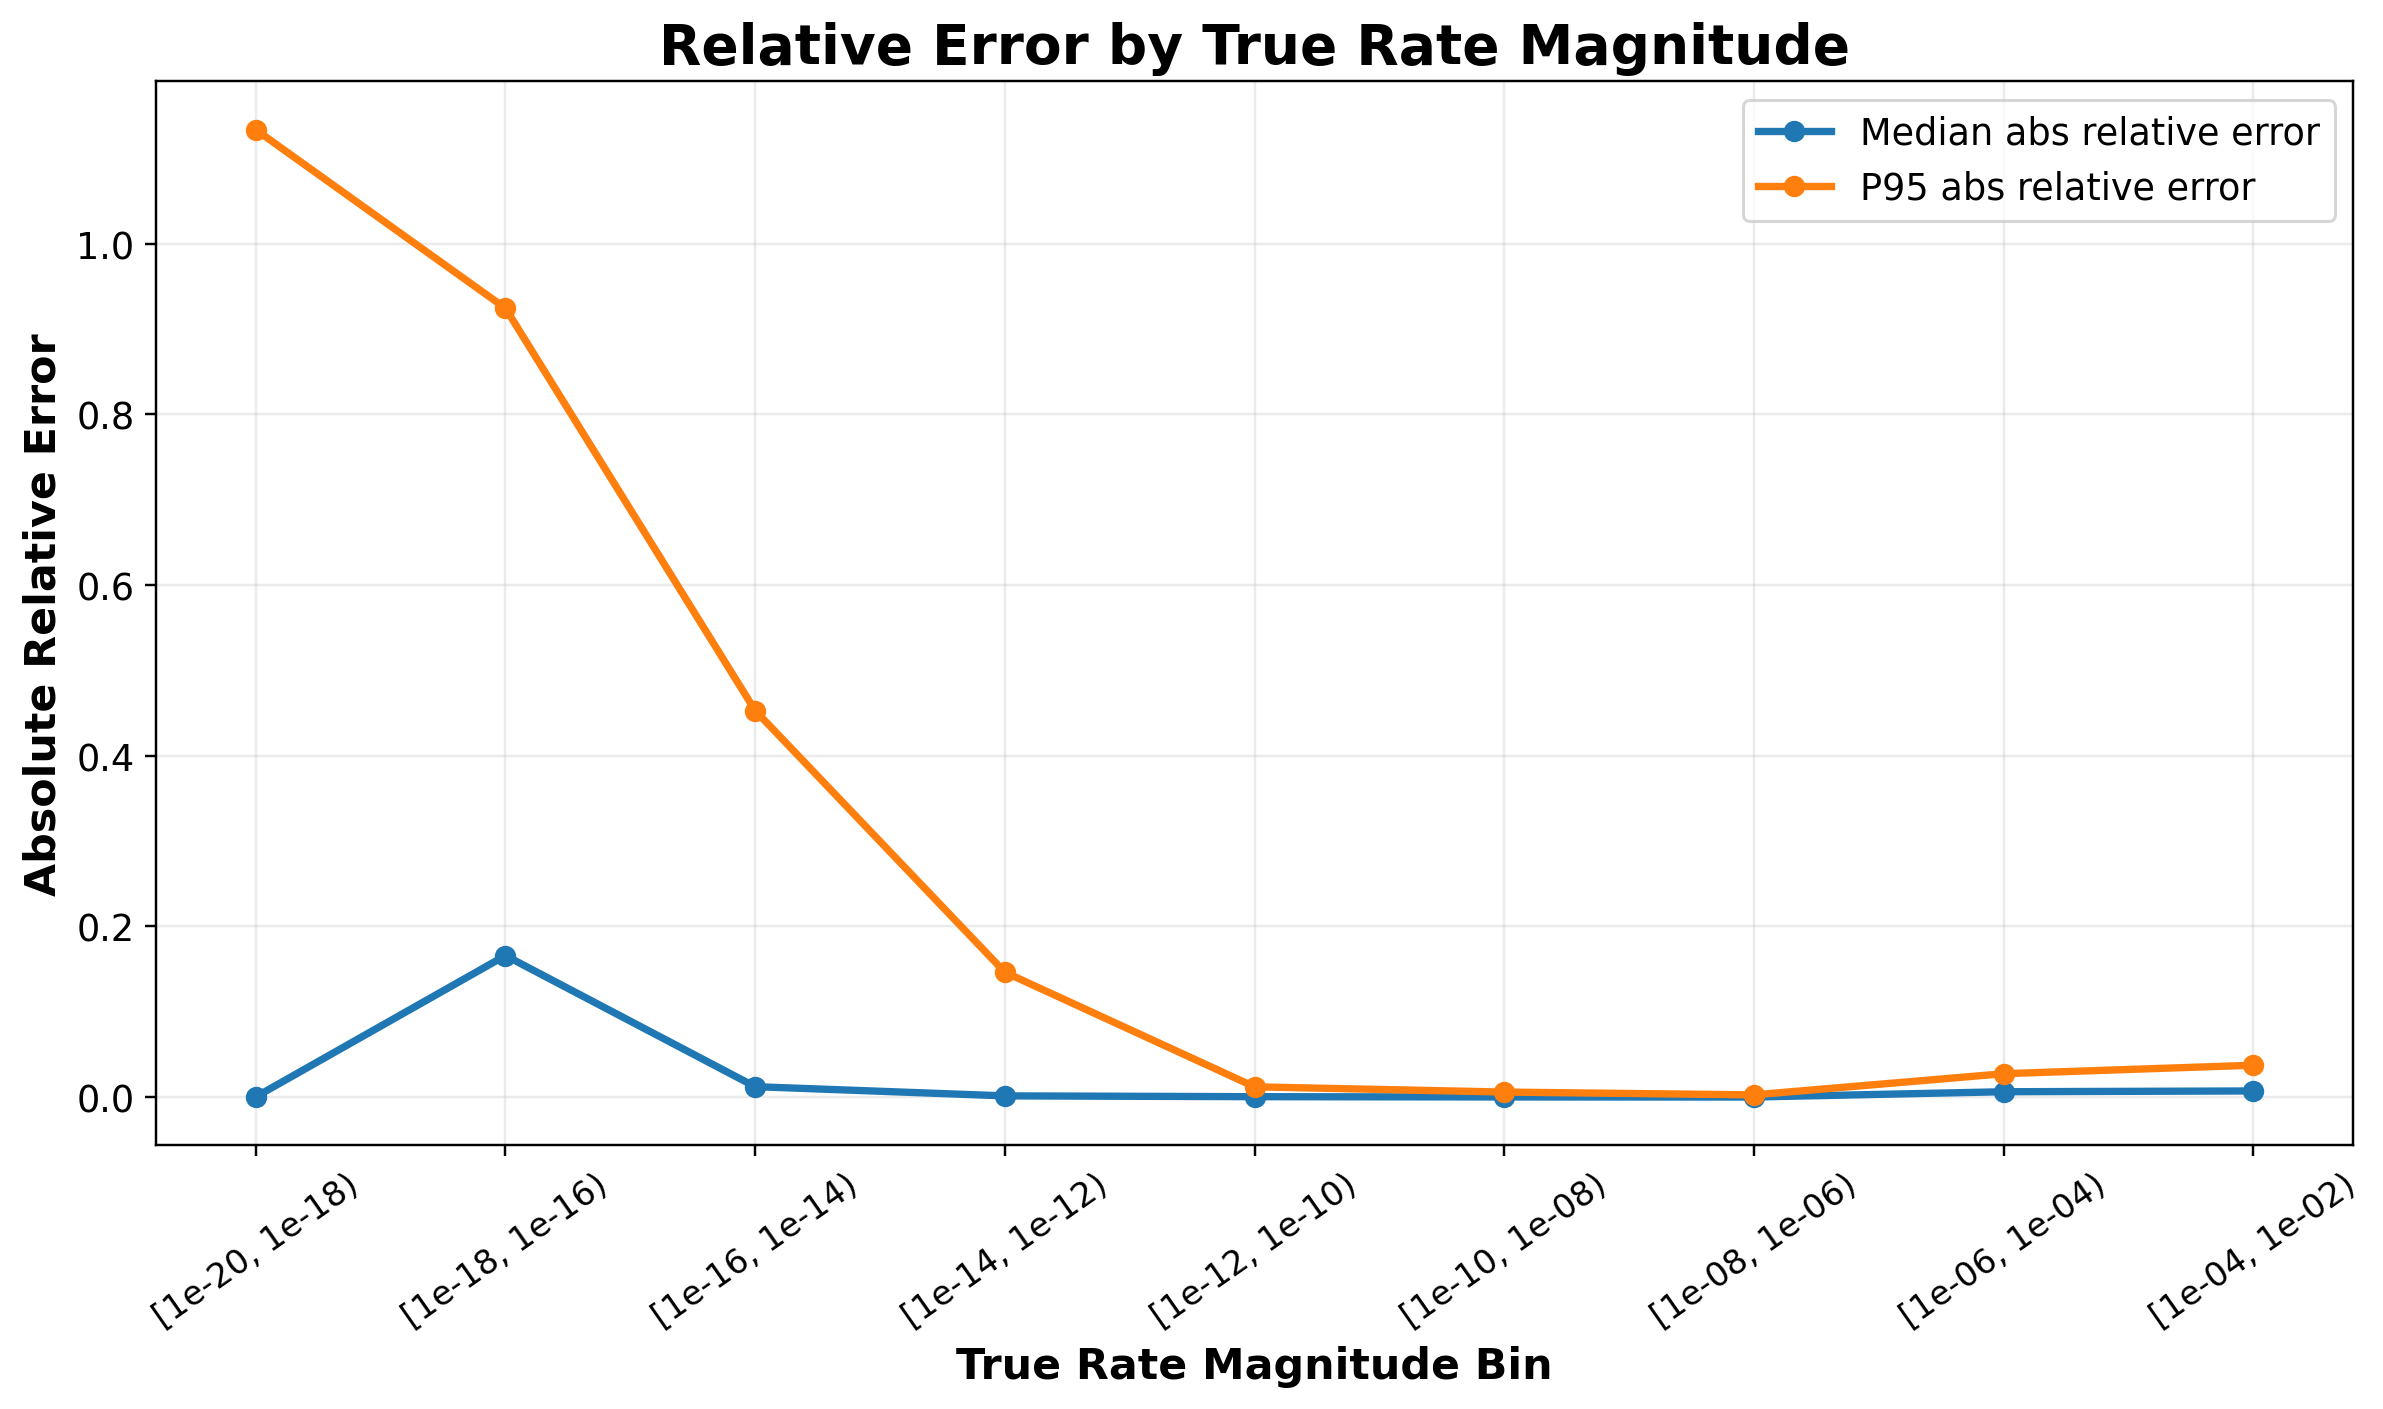 Relative Error by True Rate Magnitude
Median abs relative error
P95 abs relative error
Absolute Relative Error
1.0
0.8
0.6
0.4
0.2
0.0
[1e-20, 1e-18)
[1e-18, 1e-16)
[1e-16, 1e-14)
[1e-14, 1e-12)
[1e-12, 1e-10)
[1e-10, 1e-08)
[1e-08, 1e-06)
[1e-06, 1e-04)
[1e-04, 1e-02)
True Rate Magnitude Bin